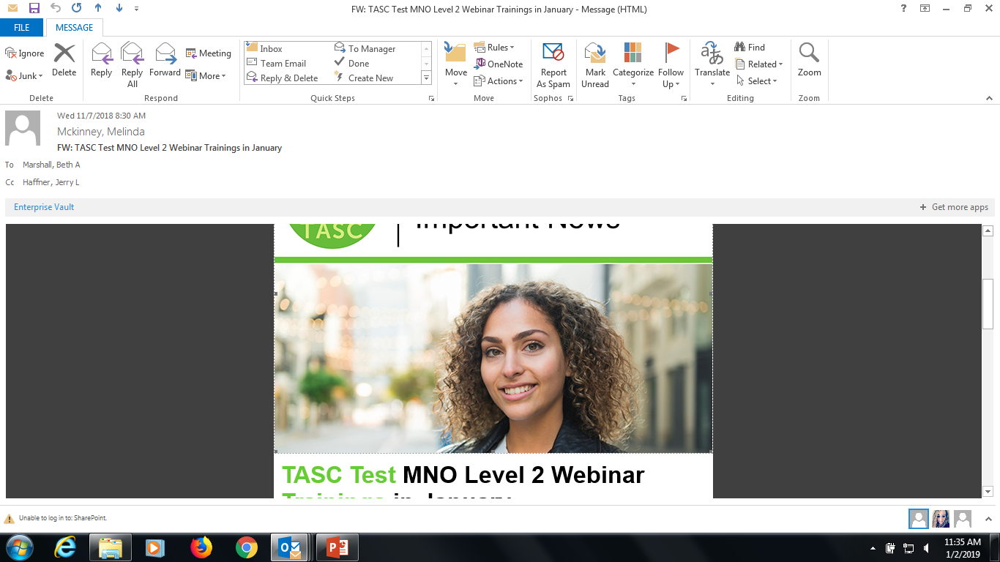 FW: TASC Test MNO Level 2 Webinar Trainings in January - Message (HTML)
FILE
MESSAGE
Ignore
Junk
Delete
Delete
Reply
Reply All
Forward
Meeting
More
Respond
Inbox
Team Email
Reply & Delete
To Manager
Done
Create New
Quick Steps
Move
Rules
OneNote
Actions
Move
Report As Spam
Sophos
Mark Unread
Categorize
Follow Up
Tags
Translate
Find
Related
Select
Editing
Zoom
Zoom
Wed 11/7/2018 8:30 AM
Mckinney, Melinda
FW: TASC Test MNO Level 2 Webinar Trainings in January
To Marshall, Beth A
Cc Haffner, Jerry L
Enterprise Vault
+ Get more apps
TASC
Important News
TASC Test MNO Level 2 Webinar
Trainings in January
Unable to log in to: SharePoint.
11:35 AM
1/2/2019